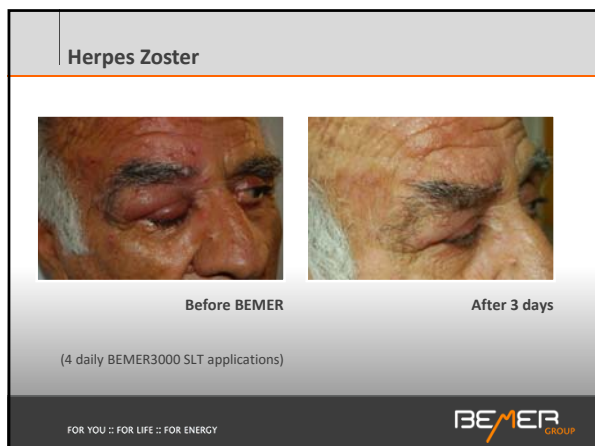 Herpes Zoster
Before BEMER
After 3 days
(4 daily BEMER3000 SLT applications)
FOR YOU :: FOR LIFE :: FOR ENERGY
BEMER
GROUP